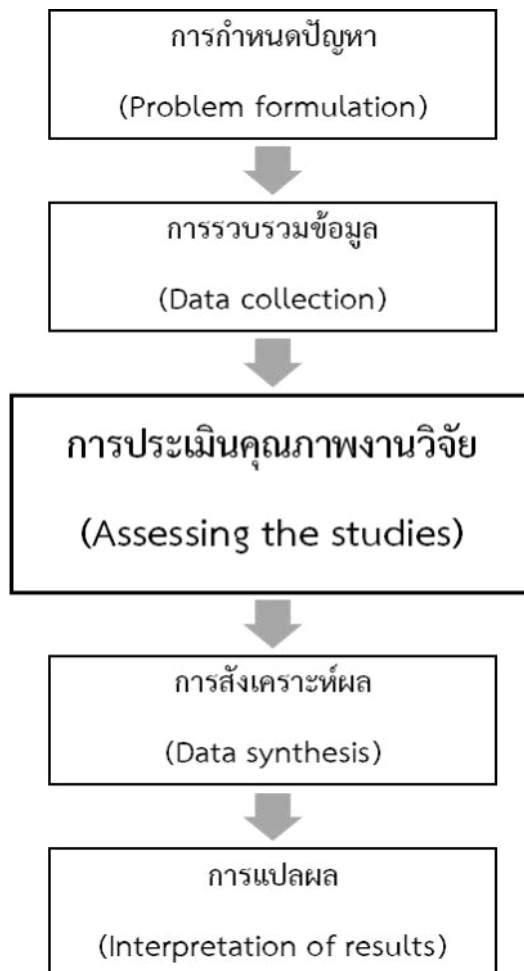 การกำหนดปัญหา
(Problem formulation)
การรวบรวมข้อมูล
(Data collection)
การประเมินคุณภาพงานวิจัย
(Assessing the studies)
การสังเคราะห์ผล
(Data synthesis)
การแปลผล
(Interpretation of results)